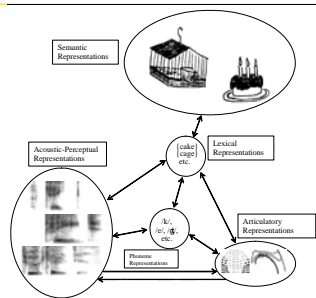 Semantic
Representations
{cake}
{cage}
etc.
Lexical
Representations
Acoustic-Perceptual
Representations
/k/,
etc.
Phoneme
Representations
Articulatory
Representations